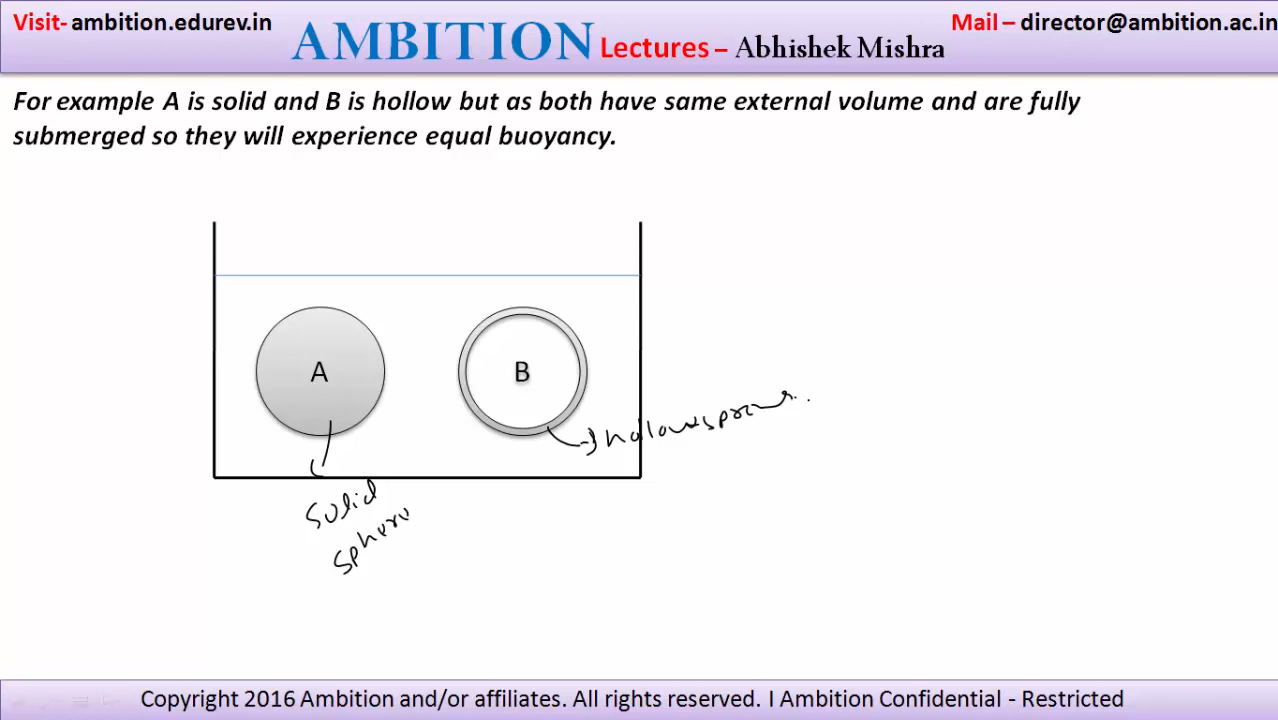 Visit- ambition.edurev.in
AMBITION Lectures – Abhishek Mishra
Mail – director@ambition.ac.in
For example A is solid and B is hollow but as both have same external volume and are fully
submerged so they will experience equal buoyancy.
A
B
hollow
solid
sphere
Copyright 2016 Ambition and/or affiliates. All rights reserved. I Ambition Confidential - Restricted